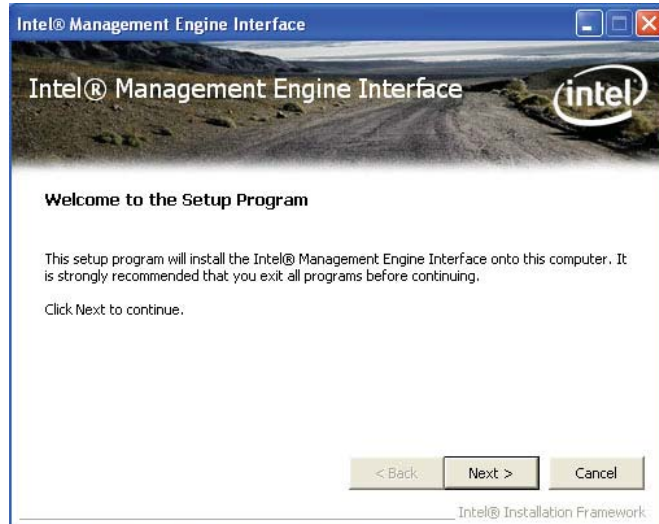 Intel® Management Engine Interface
Intel® Management Engine Interface
intel
Welcome to the Setup Program
This setup program will install the Intel® Management Engine Interface onto this computer. It
is strongly recommended that you exit all programs before continuing.
Click Next to continue.
< Back
Next >
Cancel
Intel® Installation Framework